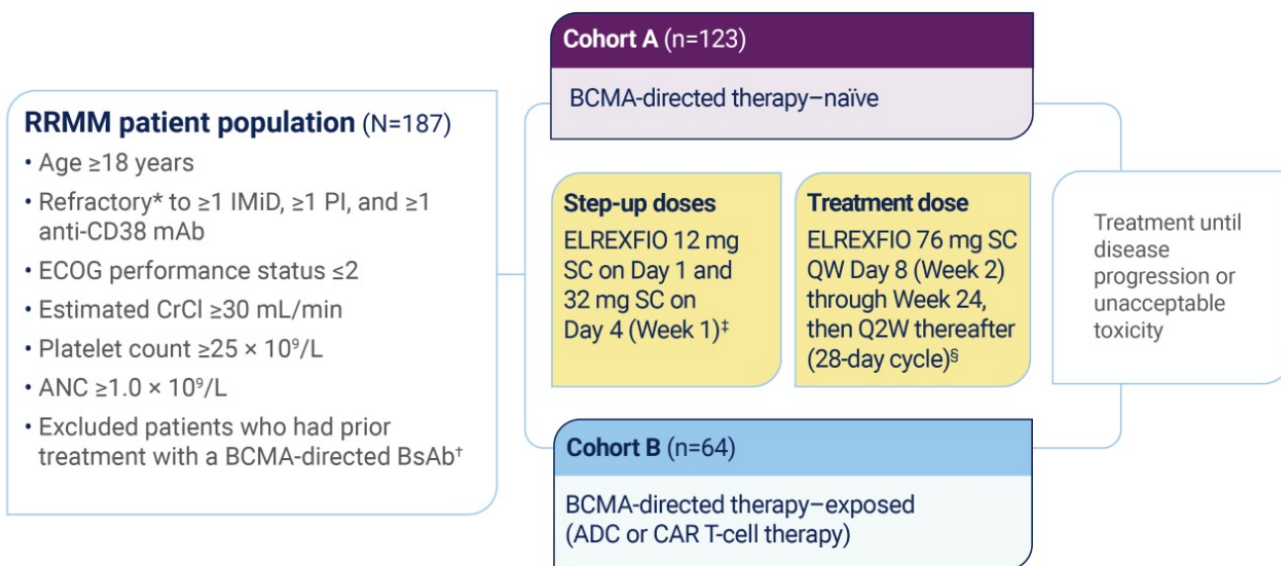 RRMM patient population (N=187)
• Age ≥18 years
• Refractory* to ≥1 IMiD, ≥1 PI, and ≥1
anti-CD38 mAb
• ECOG performance status ≤2
• Estimated CrCl ≥30 mL/min
• Platelet count ≥25 × 10⁹/L
• ANC ≥1.0 × 10⁹/L
• Excluded patients who had prior
treatment with a BCMA-directed BsAb†
Cohort A (n=123)
BCMA-directed therapy–naïve
Step-up doses
ELREXFIO 12 mg
SC on Day 1 and
32 mg SC on
Day 4 (Week 1)‡
Treatment dose
ELREXFIO 76 mg SC
QW Day 8 (Week 2)
through Week 24,
then Q2W thereafter
(28-day cycle)§
Cohort B (n=64)
BCMA-directed therapy–exposed
(ADC or CAR T-cell therapy)
Treatment until
disease
progression or
unacceptable
toxicity